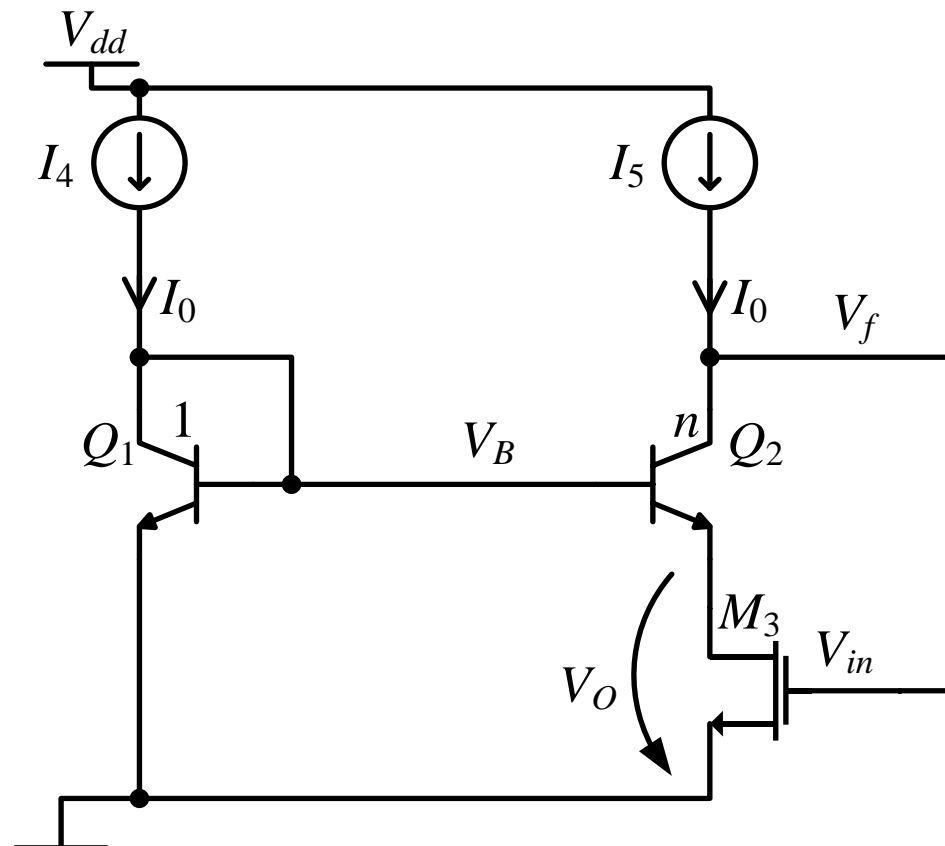 V_dd
I_4
I_5
I_0
I_0
V_f
Q_1
1
V_B
n
Q_2
M_3
V_in
V_O